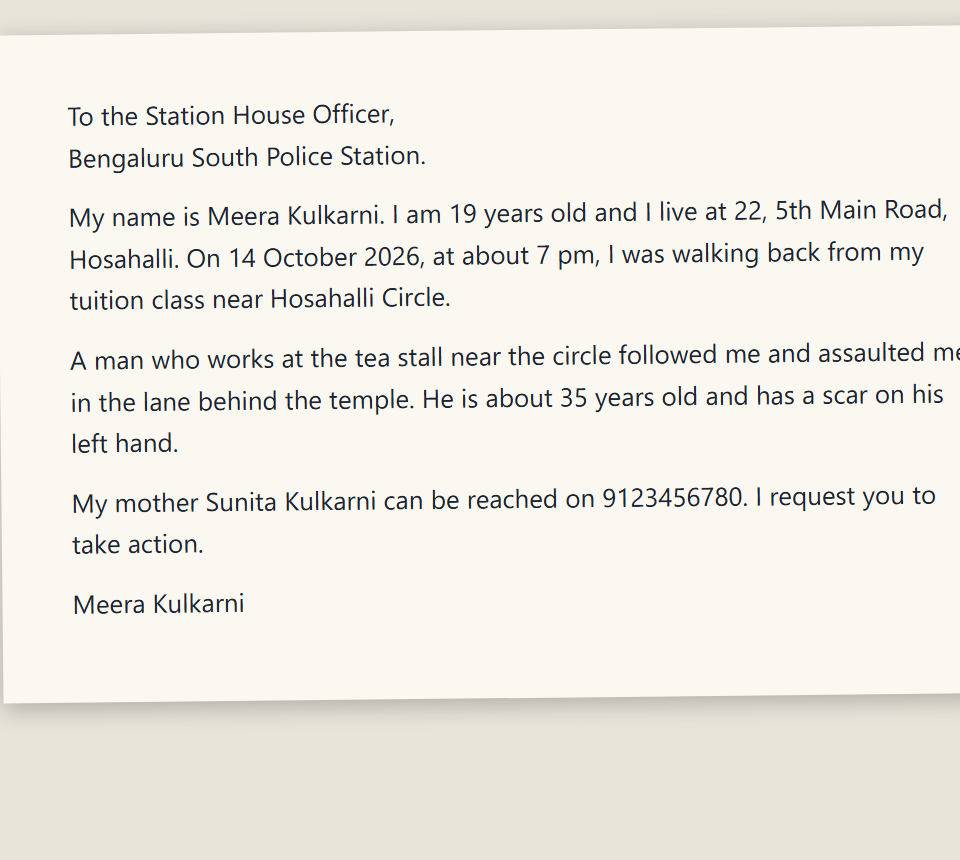 To the Station House Officer,
Bengaluru South Police Station.
My name is Meera Kulkarni. I am 19 years old and I live at 22, 5th Main Road,
Hosahalli. On 14 October 2026, at about 7 pm, I was walking back from my
tuition class near Hosahalli Circle.
A man who works at the tea stall near the circle followed me and assaulted me
in the lane behind the temple. He is about 35 years old and has a scar on his
left hand.
My mother Sunita Kulkarni can be reached on 9123456780. I request you to
take action.
Meera Kulkarni